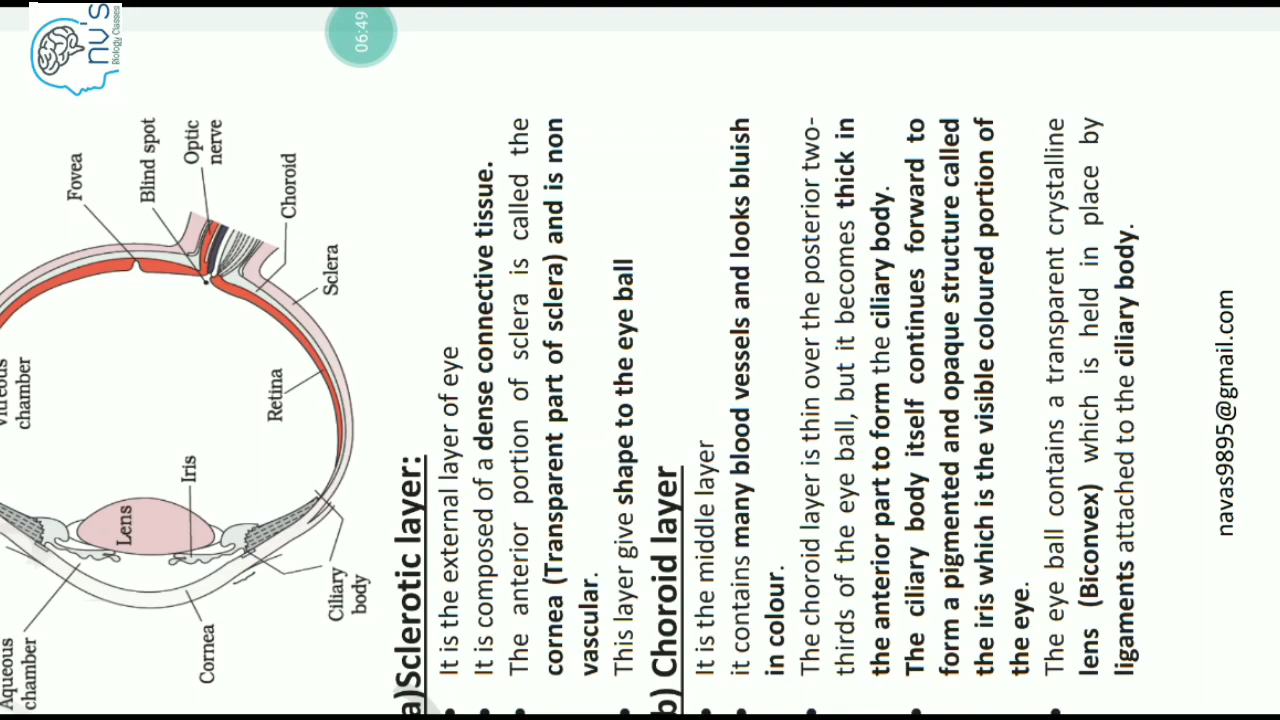 nv's
Biology Classes
06:49
Aqueous
chamber
chamber
Fovea
Blind spot
Optic
nerve
Choroid
Sclera
Retina
Iris
Lens
Ciliary
body
Cornea
a)Sclerotic layer:
• It is the external layer of eye
• It is composed of a dense connective tissue.
• The anterior portion of sclera is called the
cornea (Transparent part of sclera) and is non
vascular.
• This layer give shape to the eye ball
b) Choroid layer
• It is the middle layer
• it contains many blood vessels and looks bluish
in colour.
• The choroid layer is thin over the posterior two-
thirds of the eye ball, but it becomes thick in
the anterior part to form the ciliary body.
• The ciliary body itself continues forward to
form a pigmented and opaque structure called
the iris which is the visible coloured portion of
the eye.
• The eye ball contains a transparent crystalline
lens (Biconvex) which is held in place by
ligaments attached to the ciliary body.
navas9895@gmail.com